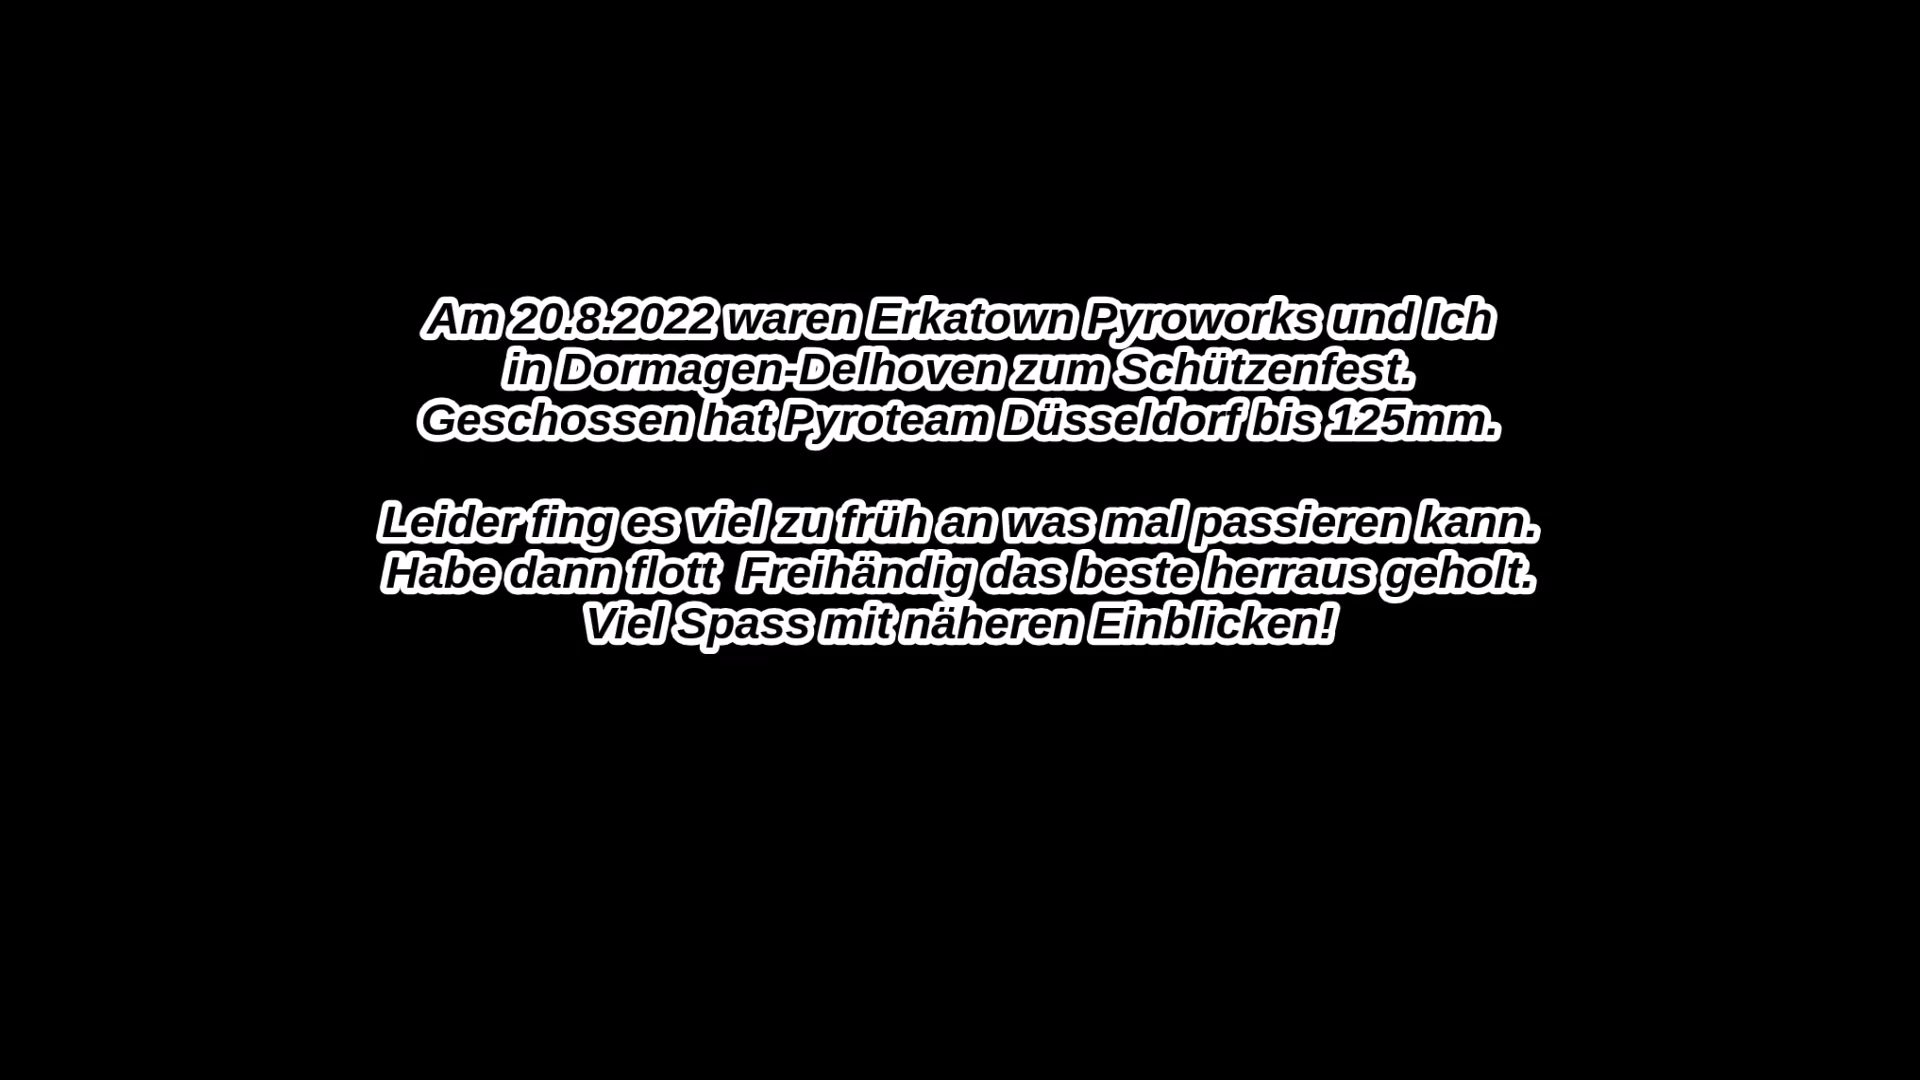 Am 20.8.2022 waren Erkatown Pyroworks und Ich
in Dormagen-Delhoven zum Schützenfest.
Geschossen hat Pyroteam Düsseldorf bis 125mm.
Leider fing es viel zu früh an was mal passieren kann.
Habe dann flott  Freihändig das beste herraus geholt.
Viel Spass mit näheren Einblicken!